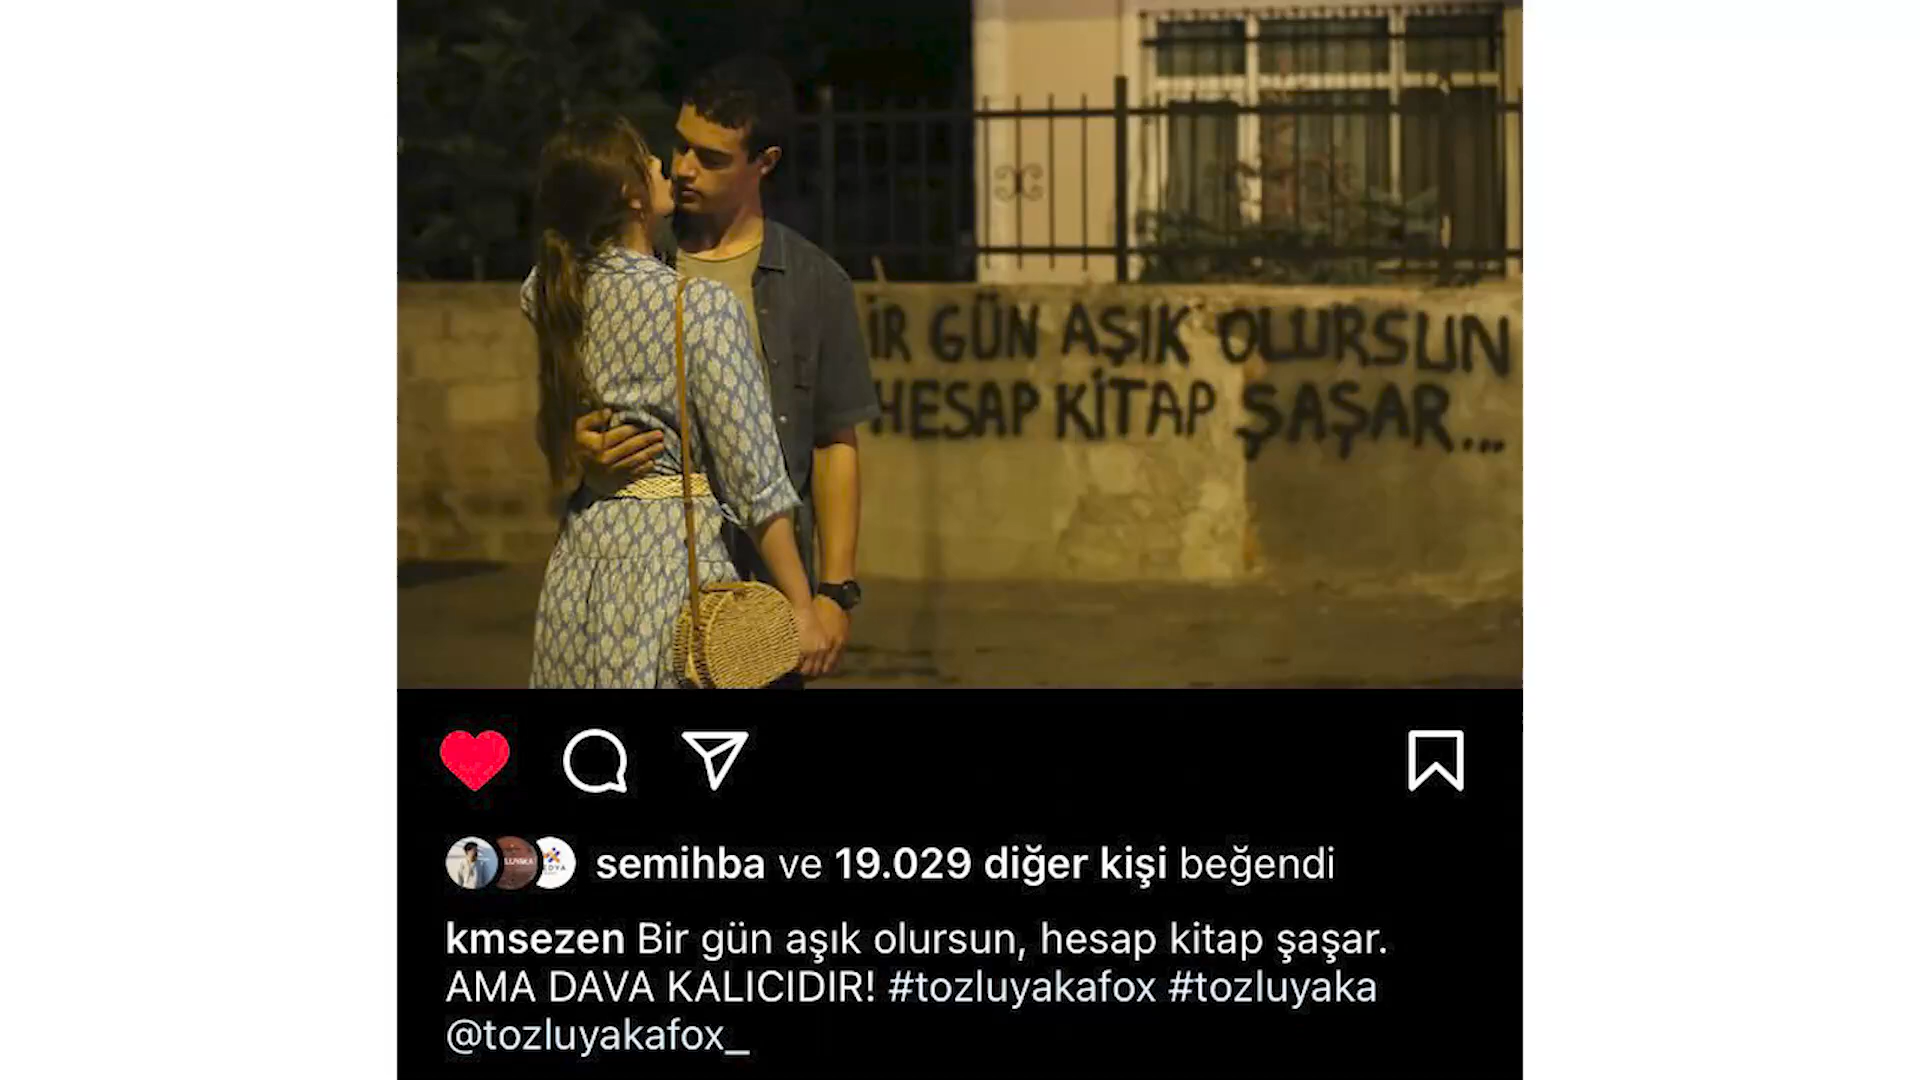 İR GÜN AŞIK OLURSUN
HESAP KİTAP ŞAŞAR...
semihba ve 19.029 diğer kişi beğendi
kmsezen Bir gün aşık olursun, hesap kitap şaşar.
AMA DAVA KALICIDIR! #tozluyakafox #tozluyaka
@tozluyakafox_